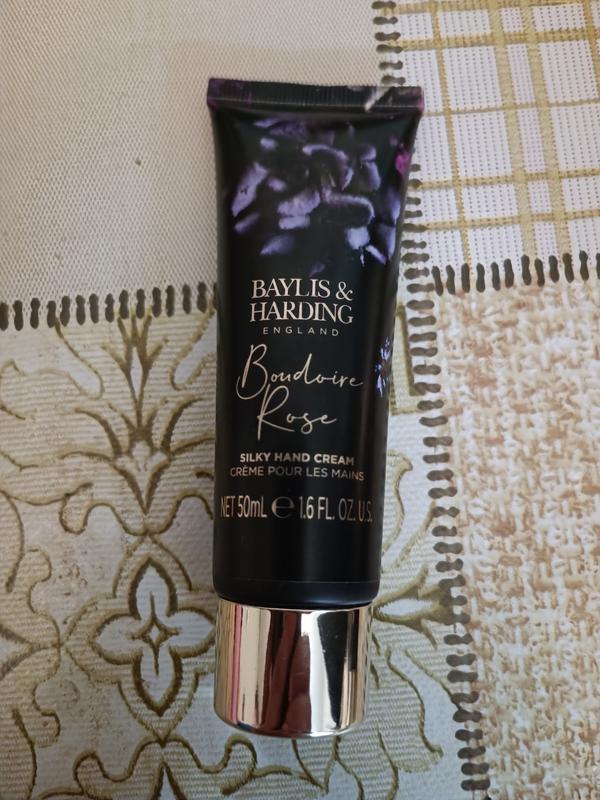 BAYLIS &
HARDING
ENGLAND
Boudoire
Rose
SILKY HAND CREAM
CRÈME POUR LES MAINS
NET 50mL ℮ 1.6 FL. OZ. U.S.